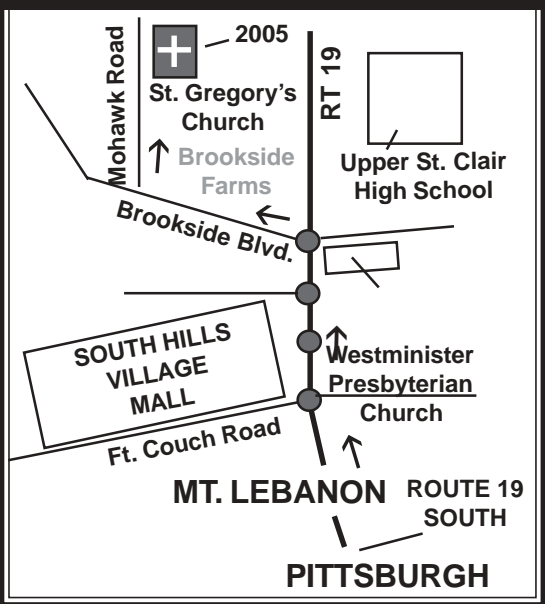 Mohawk Road
2005
RT 19
St. Gregory's
Church
Brookside
Farms
Upper St. Clair
High School
Brookside Blvd.
SOUTH HILLS
VILLAGE
MALL
Westminister
Presbyterian
Church
Ft. Couch Road
MT. LEBANON
ROUTE 19
SOUTH
PITTSBURGH